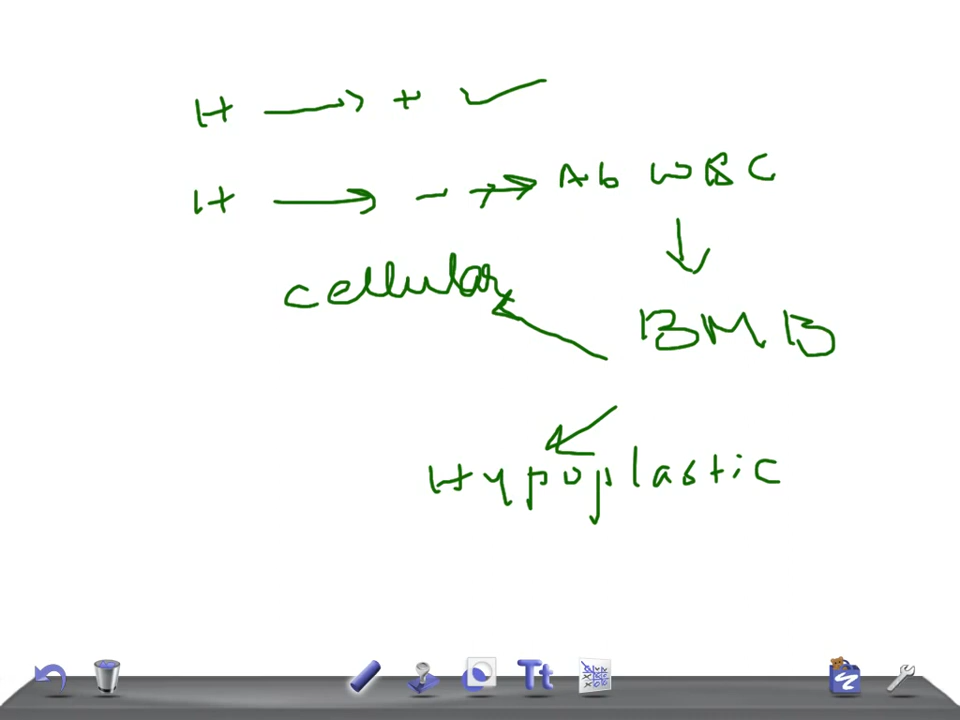 H → + ✓
H → - → Ab WBC
cellular
BMB
Hypoplastic
Tt